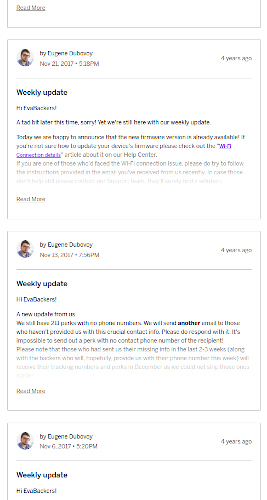 Read More
by Eugene Dubovoy
Nov 21, 2017 • 5:18PM
4 years ago
Weekly update
Hi EvaBackers!
A tad bit later this time, sorry! Yet we're still here with our weekly update.
Today we are happy to announce that the new firmware version is already available! If
you're not sure how to update your device's firmware please check out the "Wi-Fi
Connection details" article about it on our Help Center.
If you are one of those who'd faced the Wi-Fi connection issue, please do try to follow
the instructions provided in the email you've received from us recently. In case those
Read More
by Eugene Dubovoy
Nov 13, 2017 • 7:56PM
4 years ago
Weekly update
Hi EvaBackers!
A new update from us.
We still have 211 perks with no phone numbers. We will send another email to those
who haven't provided us with this crucial contact info. Please do respond with it. It's
impossible to send out a perk with no contact phone number of the recipient!
Please note that those who had sent us their missing info in the last 2-3 weeks (along
with the backers who will, hopefully, provide us with their phone number this week) will
receive their tracking numbers and perks in December as we could not ship those ones
Read More
by Eugene Dubovoy
Nov 6, 2017 • 5:20PM
4 years ago
Weekly update
Hi EvaBackers!